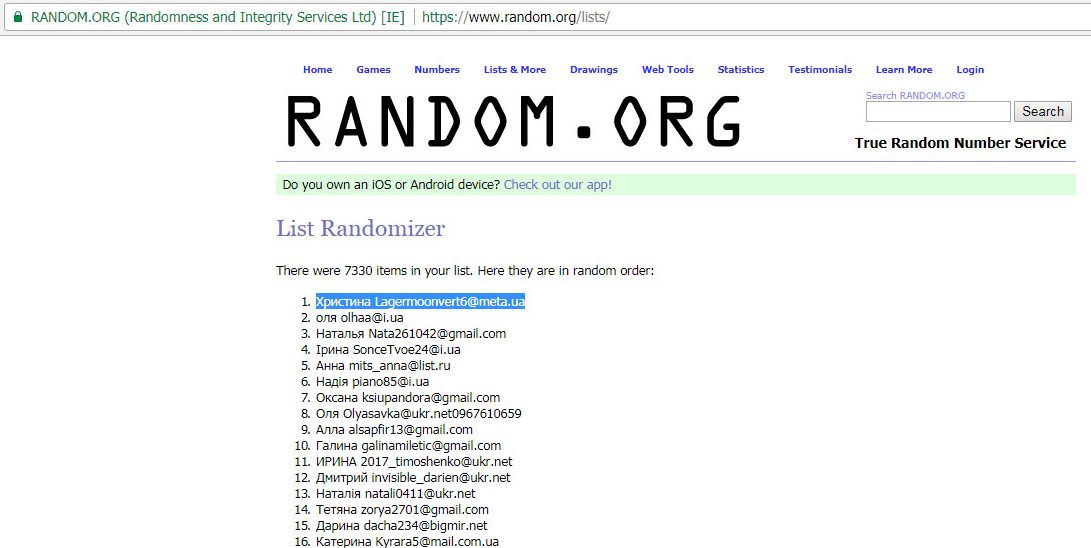 RANDOM.ORG (Randomness and Integrity Services Ltd) [IE] | https://www.random.org/lists/
Home Games Numbers Lists & More Drawings Web Tools Statistics Testimonials Learn More Login
Search RANDOM.ORG
RANDOM.ORG
Search
True Random Number Service
Do you own an iOS or Android device? Check out our app!
List Randomizer
There were 7330 items in your list. Here they are in random order:
1. Христина Lagermoonvert6@meta.ua
2. оля olhaa@i.ua
3. Наталья Nata261042@gmail.com
4. Ірина SonceTvoe24@i.ua
5. Анна mits_anna@list.ru
6. Надія piano85@i.ua
7. Оксана ksiupandora@gmail.com
8. Оля Olyasavka@ukr.net0967610659
9. Алла alsapfir13@gmail.com
10. Галина galinamiletic@gmail.com
11. ИРИНА 2017_timoshenko@ukr.net
12. Дмитрий invisible_darien@ukr.net
13. Наталія natali0411@ukr.net
14. Тетяна zorya2701@gmail.com
15. Дарина dacha234@bigmir.net
16. Катерина Kyrara5@mail.com.ua